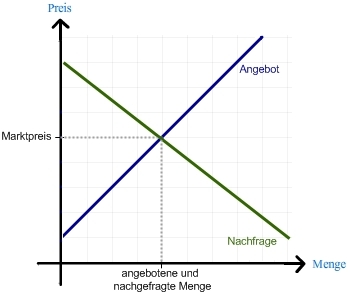 Preis
Angebot
Marktpreis
Nachfrage
Menge
angebotene und
nachgefragte Menge